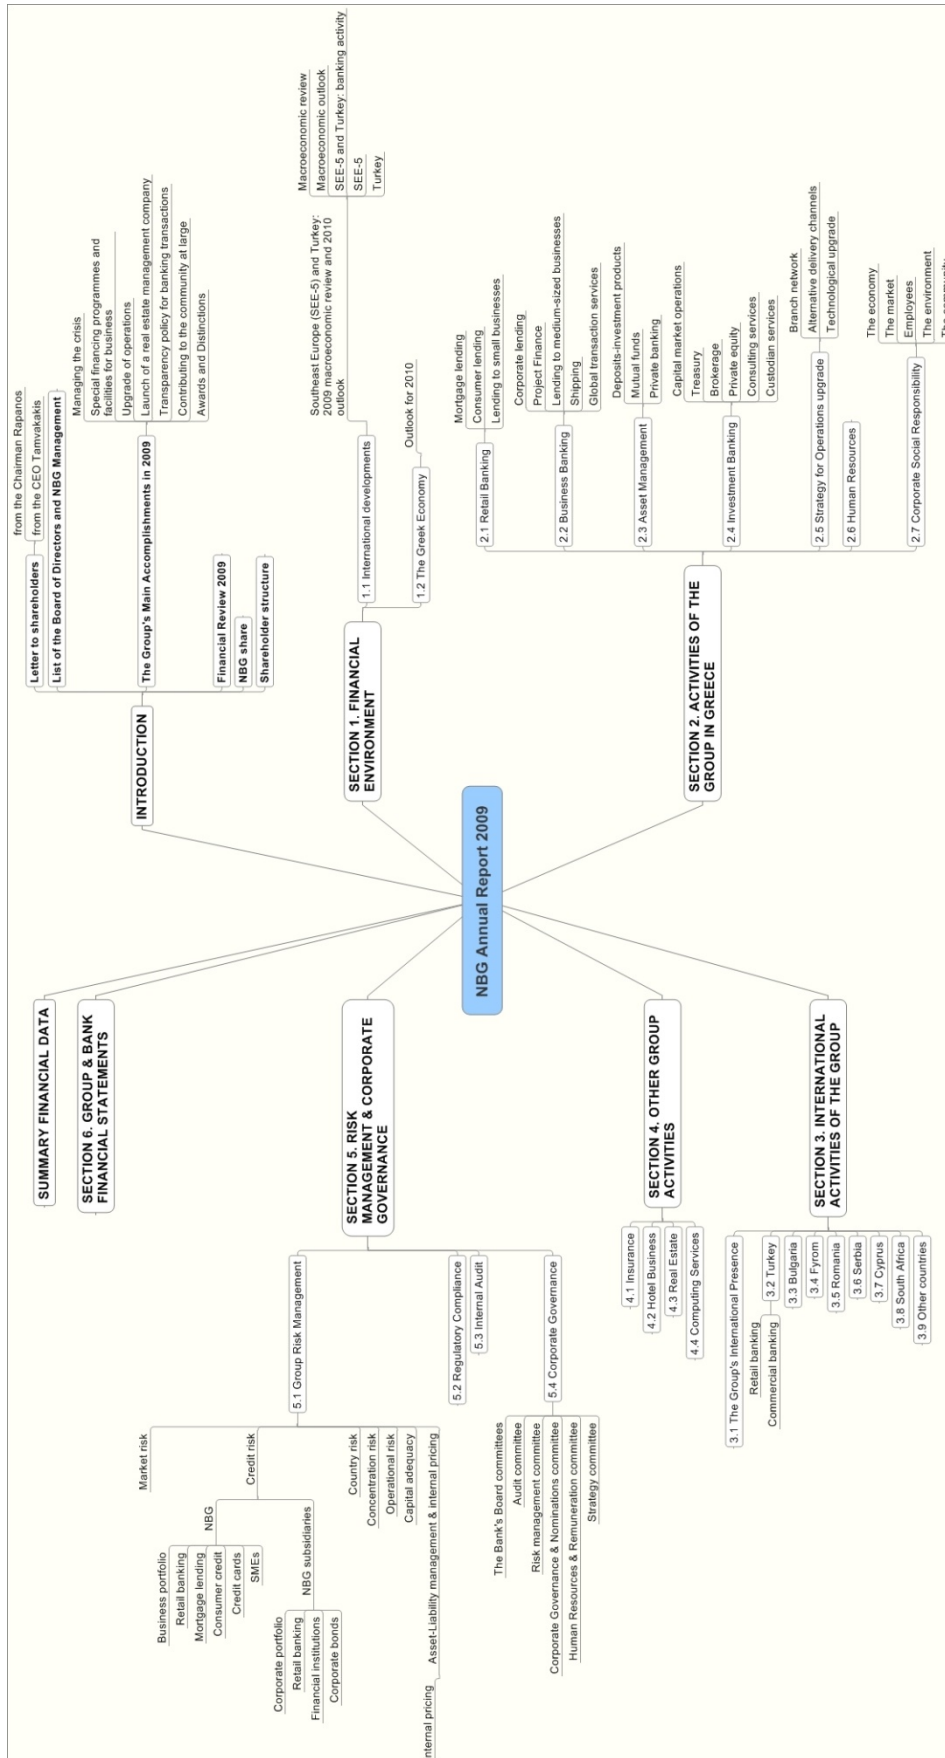 NBG Annual Report 2009
INTRODUCTION
Letter to shareholders
from the Chairman Rapanos
from the CEO Tamvakakis
List of the Board of Directors and NBG Management
The Group's Main Accomplishments in 2009
Managing the crisis
Special financing programmes and
facilities for business
Upgrade of operations
Launch of a real estate management company
Transparency policy for banking transactions
Contributing to the community at large
Awards and Distinctions
Financial Review 2009
NBG share
Shareholder structure
SECTION 1. FINANCIAL
ENVIRONMENT
1.1 International developments
Southeast Europe (SEE-5) and Turkey:
2009 macroeconomic review and 2010
outlook
Macroeconomic review
Macroeconomic outlook
SEE-5 and Turkey: banking activity
SEE-5
Turkey
1.2 The Greek Economy
Outlook for 2010
SECTION 2. ACTIVITIES OF THE
GROUP IN GREECE
2.1 Retail Banking
Mortgage lending
Consumer lending
Lending to small businesses
2.2 Business Banking
Corporate lending
Project Finance
Lending to medium-sized businesses
Shipping
Global transaction services
2.3 Asset Management
Deposits-investment products
Mutual funds
Private banking
2.4 Investment Banking
Capital market operations
Treasury
Brokerage
Private equity
Consulting services
Custodian services
2.5 Strategy for Operations upgrade
Branch network
Alternative delivery channels
Technological upgrade
2.6 Human Resources
2.7 Corporate Social Responsibility
The economy
The market
Employees
The environment
SUMMARY FINANCIAL DATA
SECTION 6. GROUP & BANK
FINANCIAL STATEMENTS
SECTION 5. RISK
MANAGEMENT & CORPORATE
GOVERNANCE
5.1 Group Risk Management
Market risk
Credit risk
NBG
Business portfolio
Retail banking
Mortgage lending
Consumer credit
Credit cards
SMEs
NBG subsidiaries
Corporate portfolio
Retail banking
Financial institutions
Corporate bonds
Country risk
Concentration risk
Operational risk
Capital adequacy
Asset-Liability management & internal pricing
nternal pricing
5.2 Regulatory Compliance
5.3 Internal Audit
5.4 Corporate Governance
The Bank's Board committees
Audit committee
Risk management committee
Corporate Governance & Nominations committee
Human Resources & Remuneration committee
Strategy committee
SECTION 4. OTHER GROUP
ACTIVITIES
4.1 Insurance
4.2 Hotel Business
4.3 Real Estate
4.4 Computing Services
SECTION 3. INTERNATIONAL
ACTIVITIES OF THE GROUP
3.1 The Group's International Presence
3.2 Turkey
Retail banking
Commercial banking
3.3 Bulgaria
3.4 Fyrom
3.5 Romania
3.6 Serbia
3.7 Cyprus
3.8 South Africa
3.9 Other countries